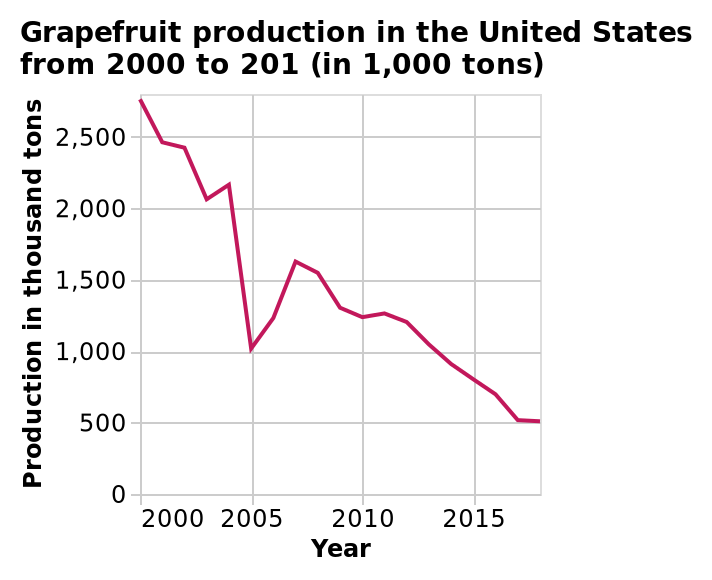 Grapefruit production in the United States
from 2000 to 201 (in 1,000 tons)
Production in thousand tons
2,500
2,000
1,500
1,000
500
0
2000 2005 2010 2015
Year